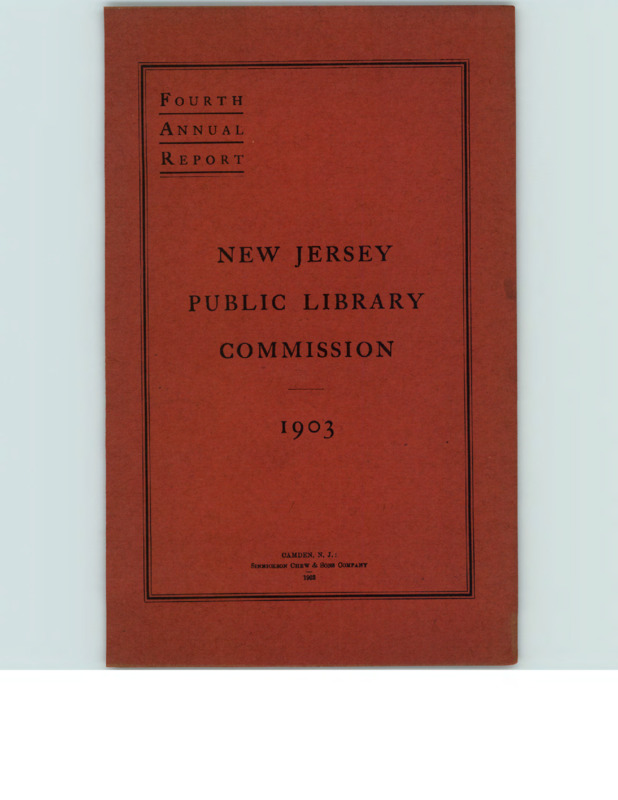 FOURTH
ANNUAL
REPORT
NEW JERSEY
PUBLIC LIBRARY
COMMISSION
1903
CAMDEN, N. J.:
SINNICKSON CHEW & SONS COMPANY
1903